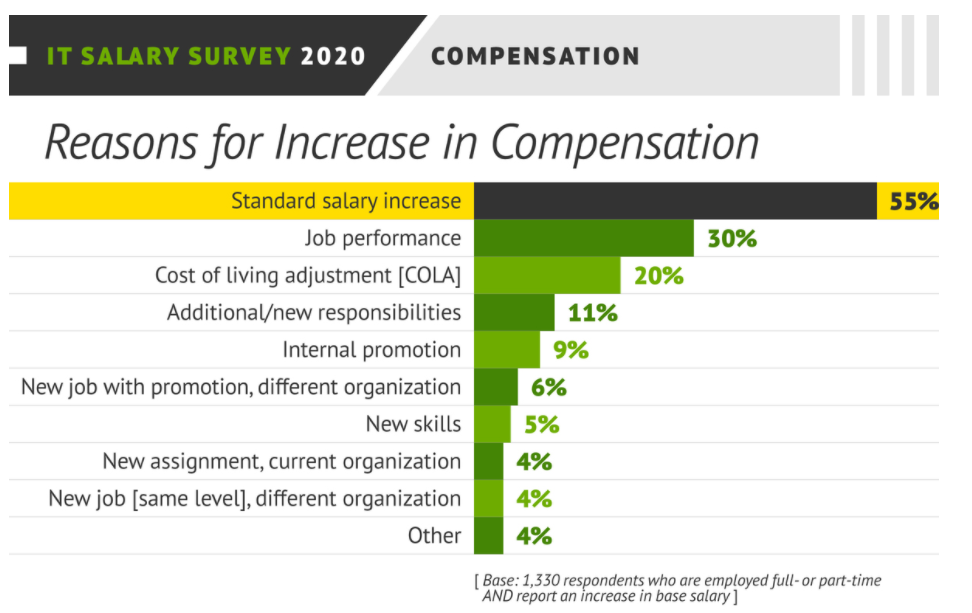 IT SALARY SURVEY 2020 COMPENSATION
Reasons for Increase in Compensation
Standard salary increase 55%
Job performance 30%
Cost of living adjustment [COLA] 20%
Additional/new responsibilities 11%
Internal promotion 9%
New job with promotion, different organization 6%
New skills 5%
New assignment, current organization 4%
New job [same level], different organization 4%
Other 4%
[ Base: 1,330 respondents who are employed full- or part-time
AND report an increase in base salary ]